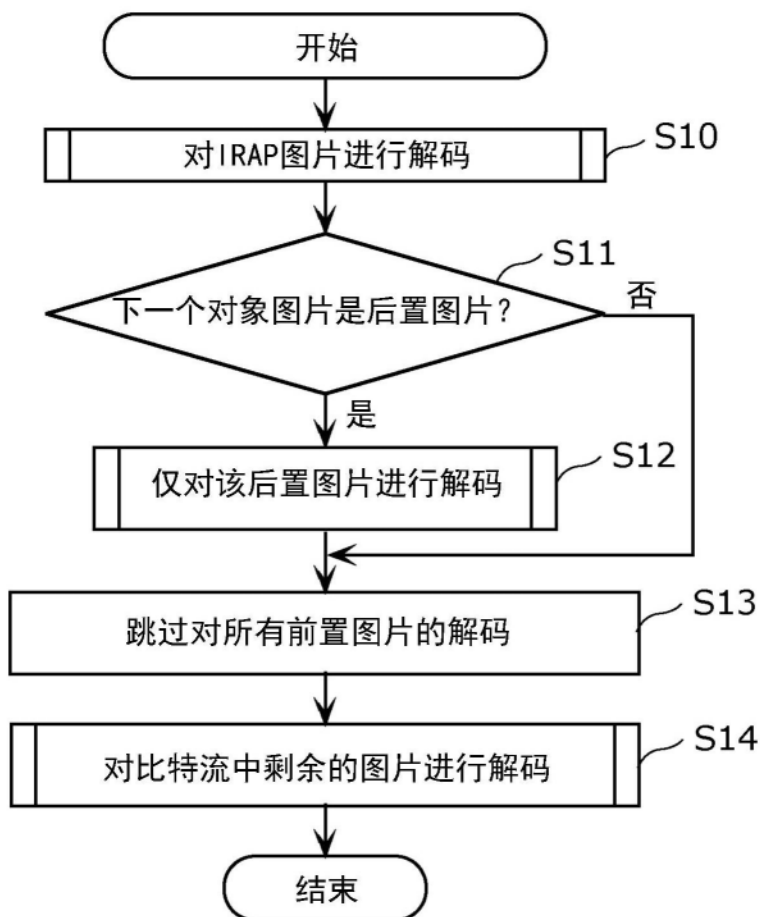 开始
对IRAP图片进行解码
S10
S11
下一个对象图片是后置图片?
否
是
仅对该后置图片进行解码
S12
跳过对所有前置图片的解码
S13
对比特流中剩余的图片进行解码
S14
结束